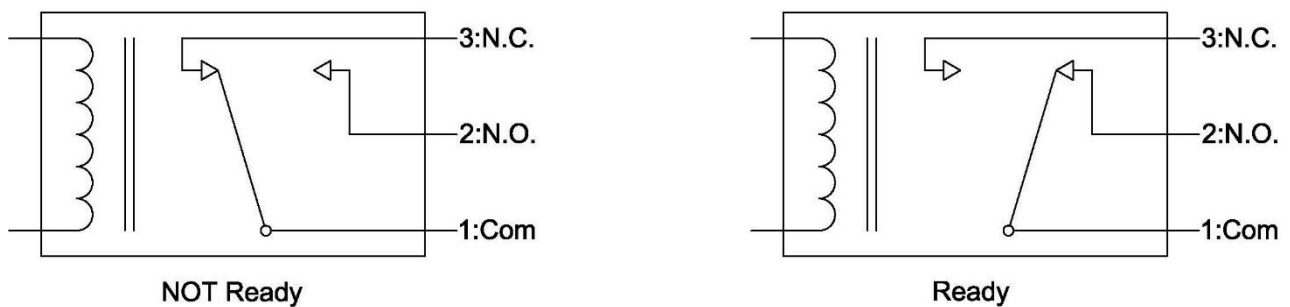 3:N.C.
2:N.O.
1:Com
NOT Ready
3:N.C.
2:N.O.
1:Com
Ready